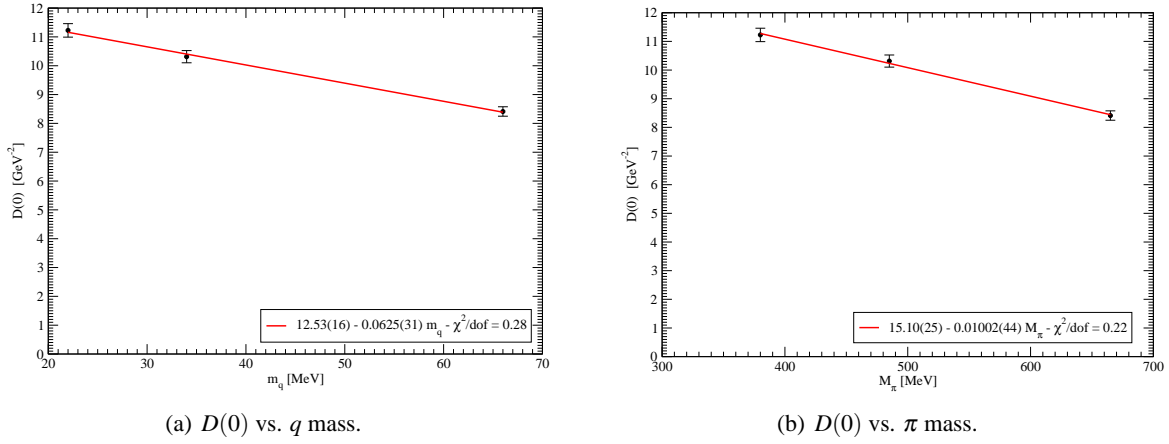 12
11
10
9
8
7
6
5
4
3
2
1
0
D(0) [GeV⁻²]
20 30 40 50 60 70
m_q [MeV]
12.53(16) - 0.0625(31) m_q - χ²/dof = 0.28
(a) D(0) vs. q mass.
12
11
10
9
8
7
6
5
4
3
2
1
0
D(0) [GeV⁻²]
300 400 500 600 700
M_π [MeV]
15.10(25) - 0.01002(44) M_π - χ²/dof = 0.22
(b) D(0) vs. π mass.